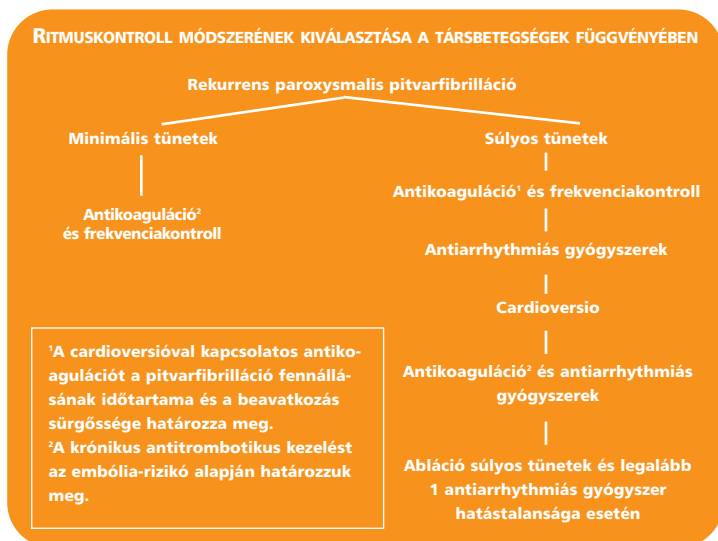 RITMUSKONTROLL MÓDSZERÉNEK KIVÁLASZTÁSA A TÁRSBETEGSÉGEK FÜGGVÉNYÉBEN
Rekurrens paroxysmalis pitvarfibrilláció
Minimális tünetek
Antikoaguláció²
és frekvenciakontroll
Súlyos tünetek
Antikoaguláció¹ és frekvenciakontroll
Antiarrhythmiás gyógyszerek
Cardioversio
Antikoaguláció² és antiarrhythmiás
gyógyszerek
Abláció súlyos tünetek és legalább
1 antiarrhythmiás gyógyszer
hatástalansága esetén
¹A cardioversióval kapcsolatos antiko-
agulációt a pitvarfibrilláció fennállá-
sának időtartama és a beavatkozás
sürgőssége határozza meg.
²A krónikus antitrombotikus kezelést
az embólia-rizikó alapján határozzuk
meg.